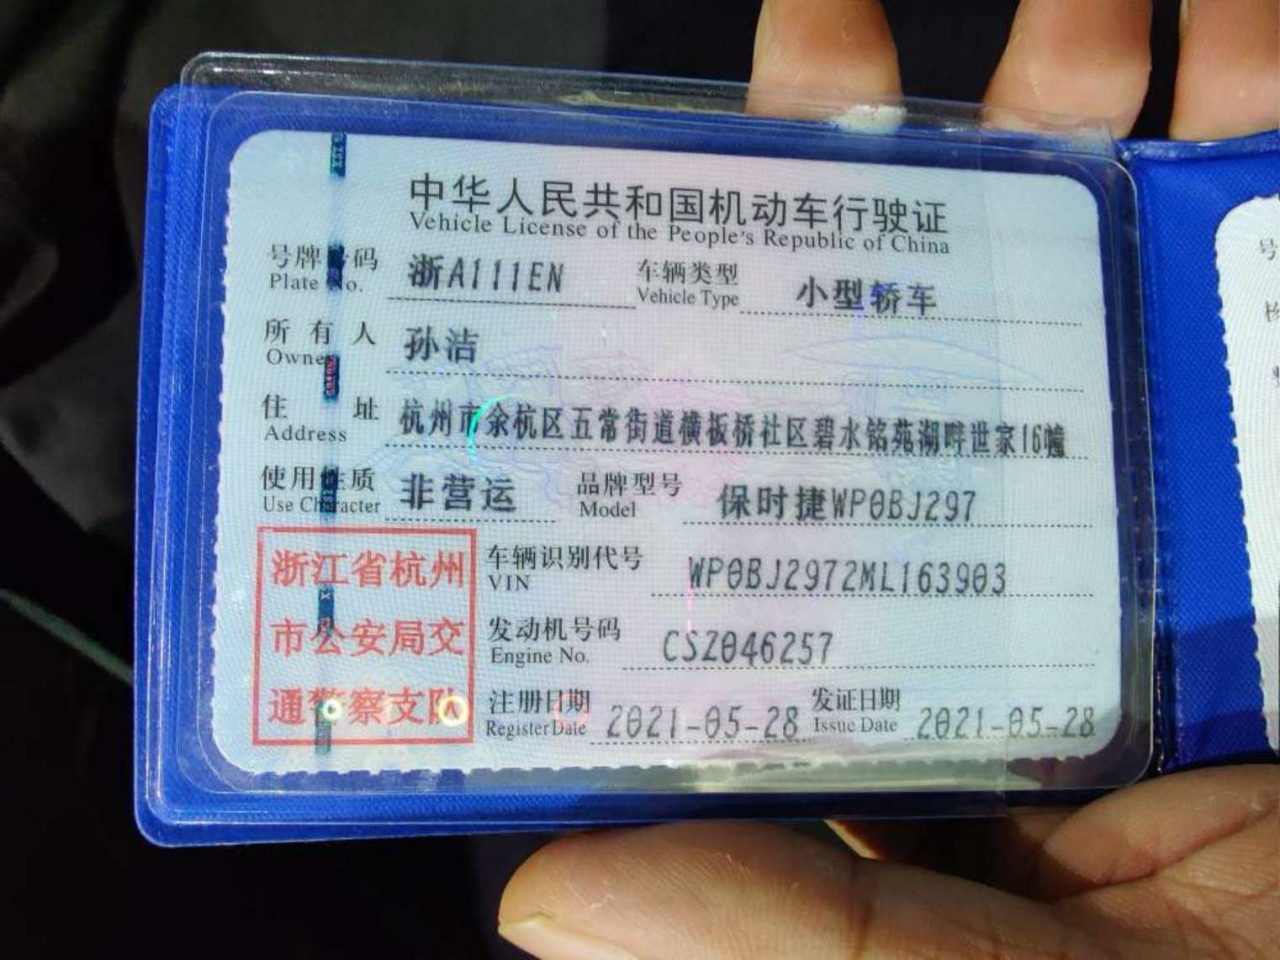 中华人民共和国机动车行驶证
Vehicle License of the People's Republic of China
号牌号码 浙A111EN 车辆类型 小型轿车
Plate No. Vehicle Type
所有人 孙洁
Owner
住址 杭州市余杭区五常街道横板桥社区碧水铭苑湖畔世家16幢
Address
使用性质 非营运 品牌型号 保时捷WP0BJ297
Use Character Model
浙江省杭州
市公安局交
通警察支队
车辆识别代号 WP0BJ2972ML163903
VIN
发动机号码 CSZ046257
Engine No.
注册日期 2021-05-28 发证日期 2021-05-28
Register Date Issue Date
号